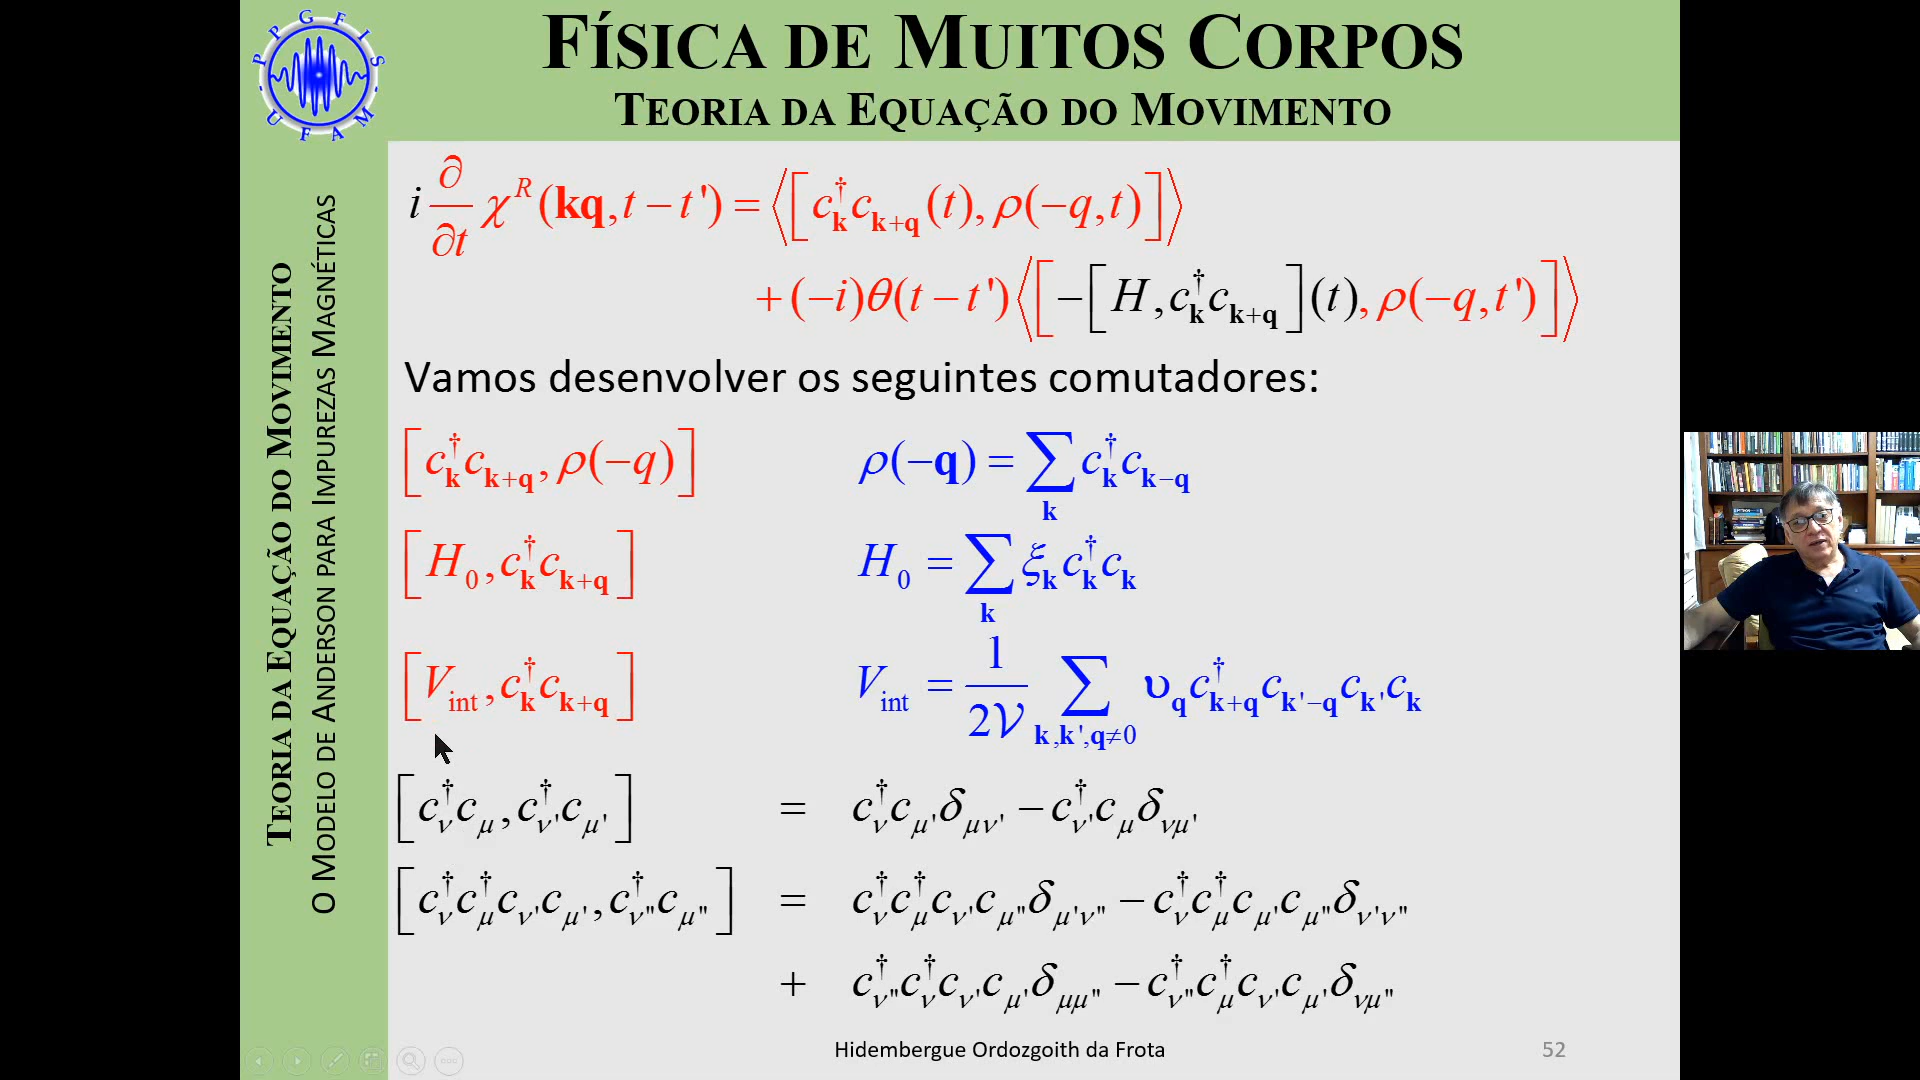 PPGFIS - UFAM
FÍSICA DE MUITOS CORPOS
TEORIA DA EQUAÇÃO DO MOVIMENTO
TEORIA DA EQUAÇÃO DO MOVIMENTO
O MODELO DE ANDERSON PARA IMPUREZAS MAGNÉTICAS
i ∂/∂t χ^R(kq, t − t') = ⟨[c†_k c_{k+q}(t), ρ(−q, t)]⟩
+ (−i)θ(t − t')⟨[−[H, c†_k c_{k+q}](t), ρ(−q, t')]⟩
Vamos desenvolver os seguintes comutadores:
[c†_k c_{k+q}, ρ(−q)] ρ(−q) = ∑_k c†_k c_{k−q}
[H_0, c†_k c_{k+q}] H_0 = ∑_k ξ_k c†_k c_k
[V_int, c†_k c_{k+q}] V_int = 1/2𝒱 ∑_{k,k',q≠0} υ_q c†_{k+q} c_{k'−q} c_{k'} c_k
[c†_ν c_μ, c†_ν' c_μ'] = c†_ν c_μ' δ_μν' − c†_ν' c_μ δ_νμ'
[c†_ν c†_μ c_ν' c_μ', c†_ν'' c_μ''] = c†_ν c†_μ c_ν' c_μ'' δ_μ'ν'' − c†_ν c†_μ c_μ' c_μ'' δ_ν'ν''
+ c†_ν'' c†_ν c_ν' c_μ' δ_μμ'' − c†_ν'' c†_μ c_ν' c_μ' δ_νμ''
Hidembergue Ordozgoith da Frota
52